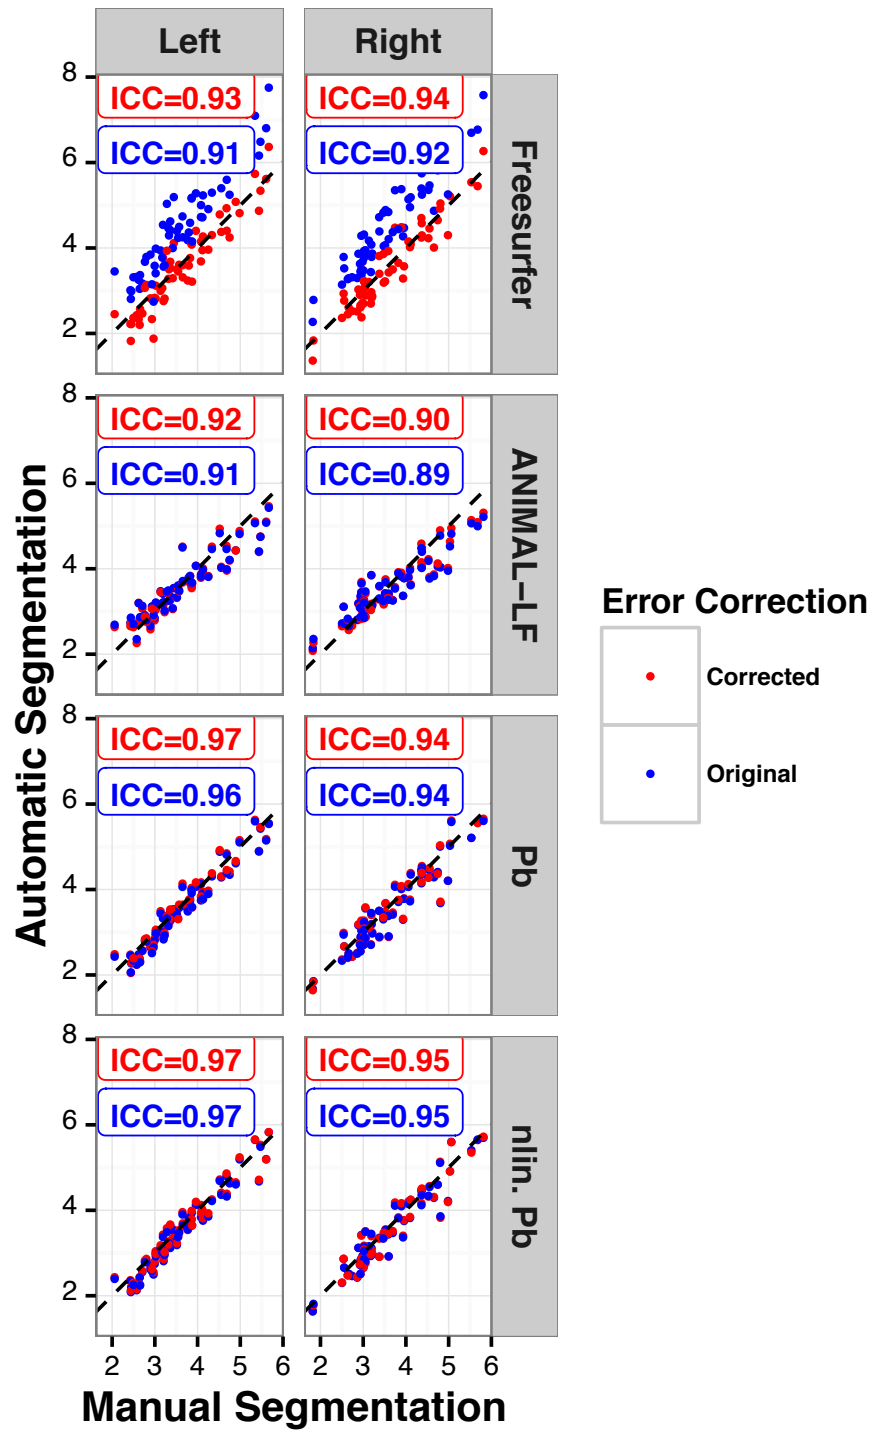 Left Right
8
ICC=0.93 ICC=0.94
ICC=0.91 ICC=0.92
6
4
2
Freesurfer
8
ICC=0.92 ICC=0.90
ICC=0.91 ICC=0.89
6
4
2
ANIMAL−LF
Automatic Segmentation
8
ICC=0.97 ICC=0.94
ICC=0.96 ICC=0.94
6
4
2
Pb
8
ICC=0.97 ICC=0.95
ICC=0.97 ICC=0.95
6
4
2
nlin. Pb
2 3 4 5 6 2 3 4 5 6
Manual Segmentation
Error Correction
Corrected
Original